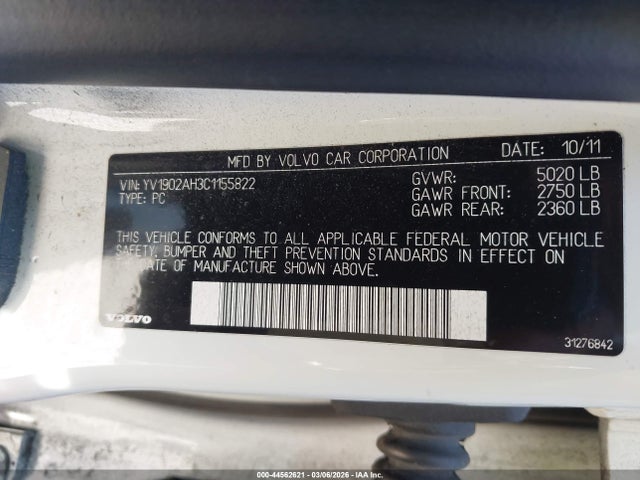 MFD BY VOLVO CAR CORPORATION DATE: 10/11
VIN: YV1902AH3C1155822 GVWR: 5020 LB
TYPE: PC GAWR FRONT: 2750 LB
GAWR REAR: 2360 LB
THIS VEHICLE CONFORMS TO ALL APPLICABLE FEDERAL MOTOR VEHICLE
SAFETY, BUMPER AND THEFT PREVENTION STANDARDS IN EFFECT ON
THE DATE OF MANUFACTURE SHOWN ABOVE.
VOLVO
31276842
000-44562621 - 03/06/2026 - IAA Inc.